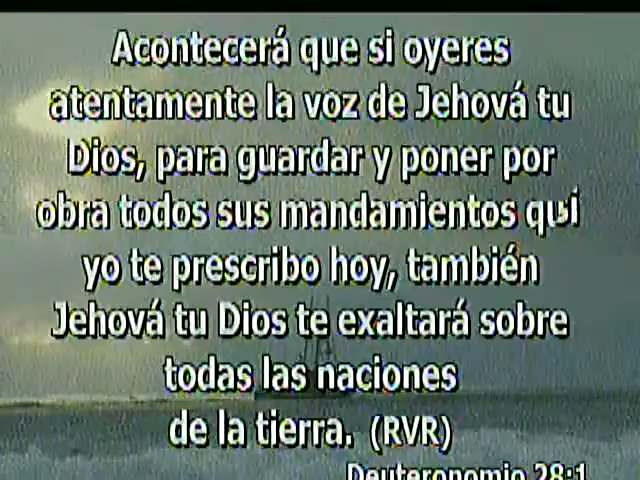 Acontecerá que si oyeres
atentamente la voz de Jehová tu
Dios, para guardar y poner por
obra todos sus mandamientos que
yo te prescribo hoy, también
Jehová tu Dios te exaltará sobre
todas las naciones
de la tierra. (RVR)
Deuteronomio 28:1